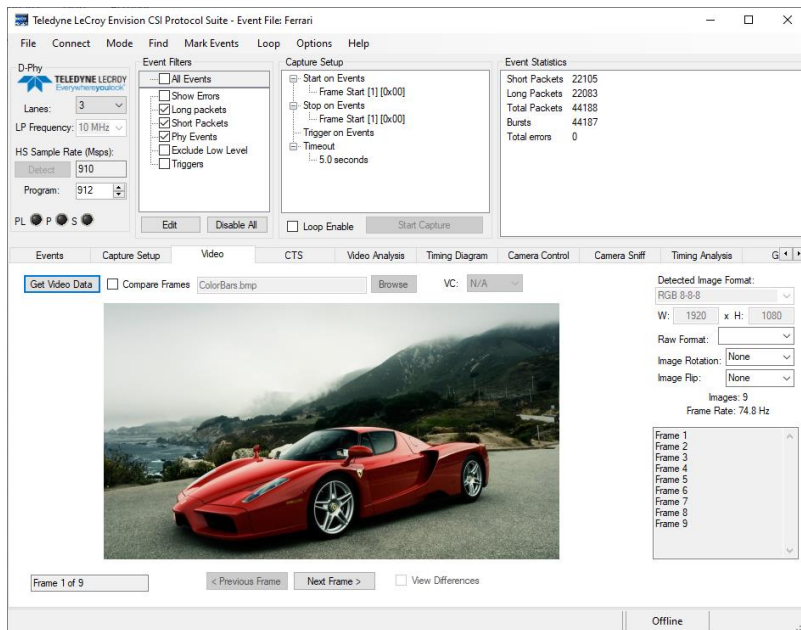 Teledyne LeCroy Envision CSI Protocol Suite - Event File: Ferrari
File Connect Mode Find Mark Events Loop Options Help
D-Phy
TELEDYNE LECROY
Everywhereyoulook
Lanes: 3
LP Frequency: 10 MHz
HS Sample Rate (Msps):
Detect 910
Program: 912
PL P S
Event Filters
All Events
Show Errors
Long packets
Short Packets
Phy Events
Exclude Low Level
Triggers
Edit Disable All
Capture Setup
Start on Events
Frame Start [1] [0x00]
Stop on Events
Frame Start [1] [0x00]
Trigger on Events
Timeout
5.0 seconds
Loop Enable Start Capture
Event Statistics
Short Packets 22105
Long Packets 22083
Total Packets 44188
Bursts 44187
Total errors 0
Events Capture Setup Video CTS Video Analysis Timing Diagram Camera Control Camera Sniff Timing Analysis G
Get Video Data Compare Frames ColorBars.bmp Browse VC: N/A
Detected Image Format:
RGB 8-8-8
W: 1920 x H: 1080
Raw Format:
Image Rotation: None
Image Flip: None
Images: 9
Frame Rate: 74.8 Hz
Frame 1
Frame 2
Frame 3
Frame 4
Frame 5
Frame 6
Frame 7
Frame 8
Frame 9
Frame 1 of 9 < Previous Frame Next Frame > View Differences
Offline